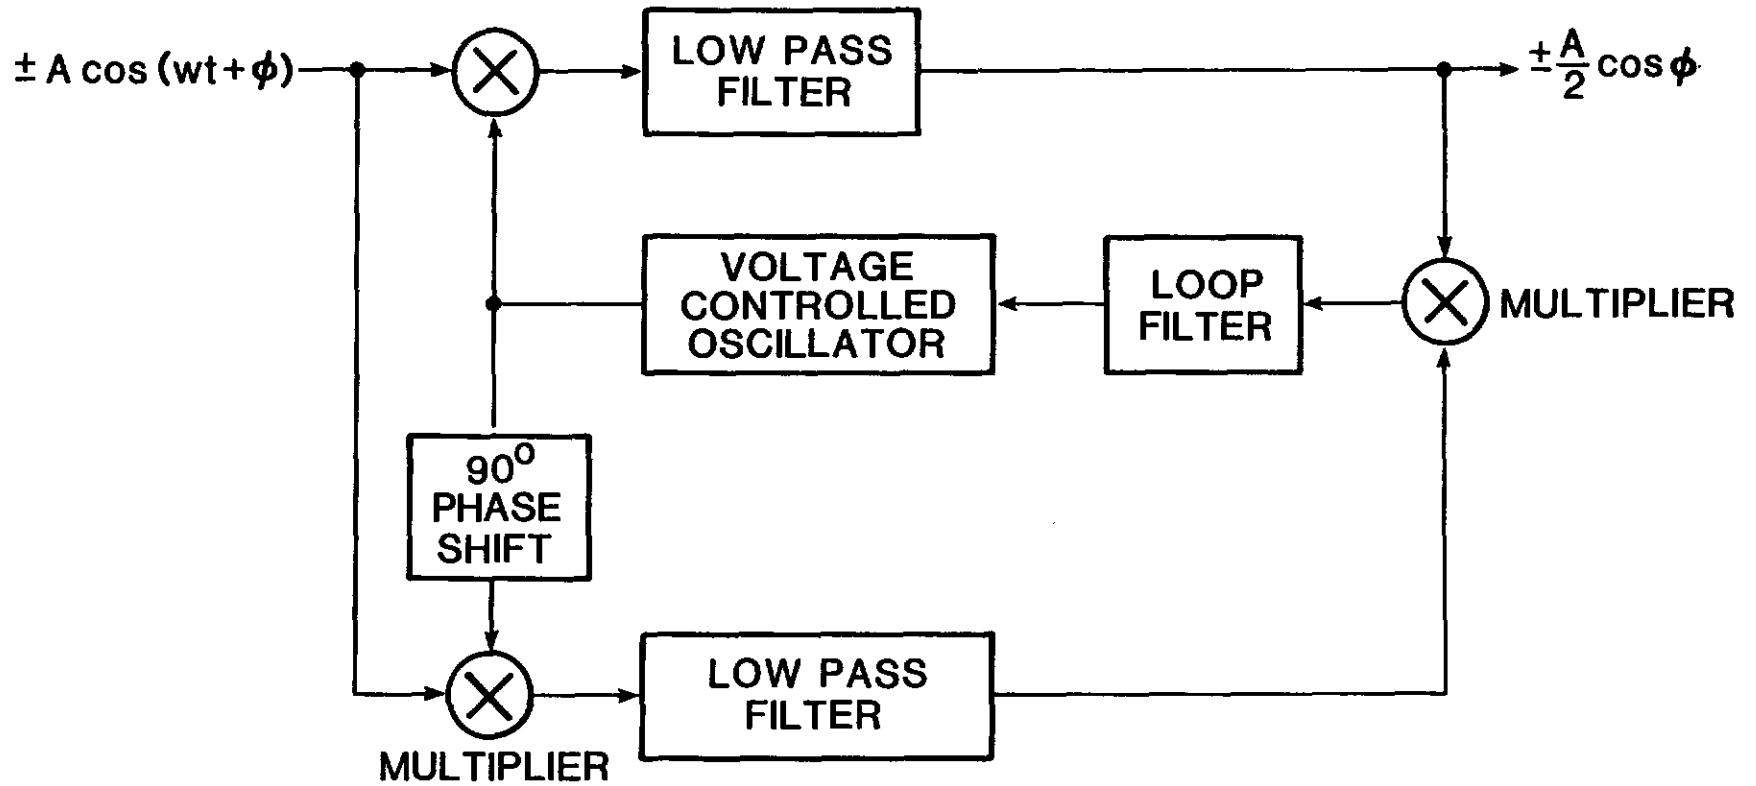 ± A cos (wt + ϕ)
LOW PASS
FILTER
± A/2 cos ϕ
VOLTAGE
CONTROLLED
OSCILLATOR
LOOP
FILTER
MULTIPLIER
90°
PHASE
SHIFT
LOW PASS
FILTER
MULTIPLIER